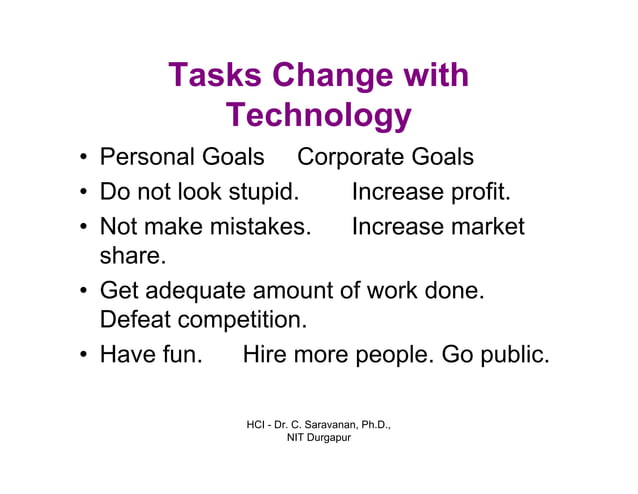 Tasks Change with
Technology
• Personal Goals Corporate Goals
• Do not look stupid. Increase profit.
• Not make mistakes. Increase market
share.
• Get adequate amount of work done.
Defeat competition.
• Have fun. Hire more people. Go public.
HCI - Dr. C. Saravanan, Ph.D.,
NIT Durgapur